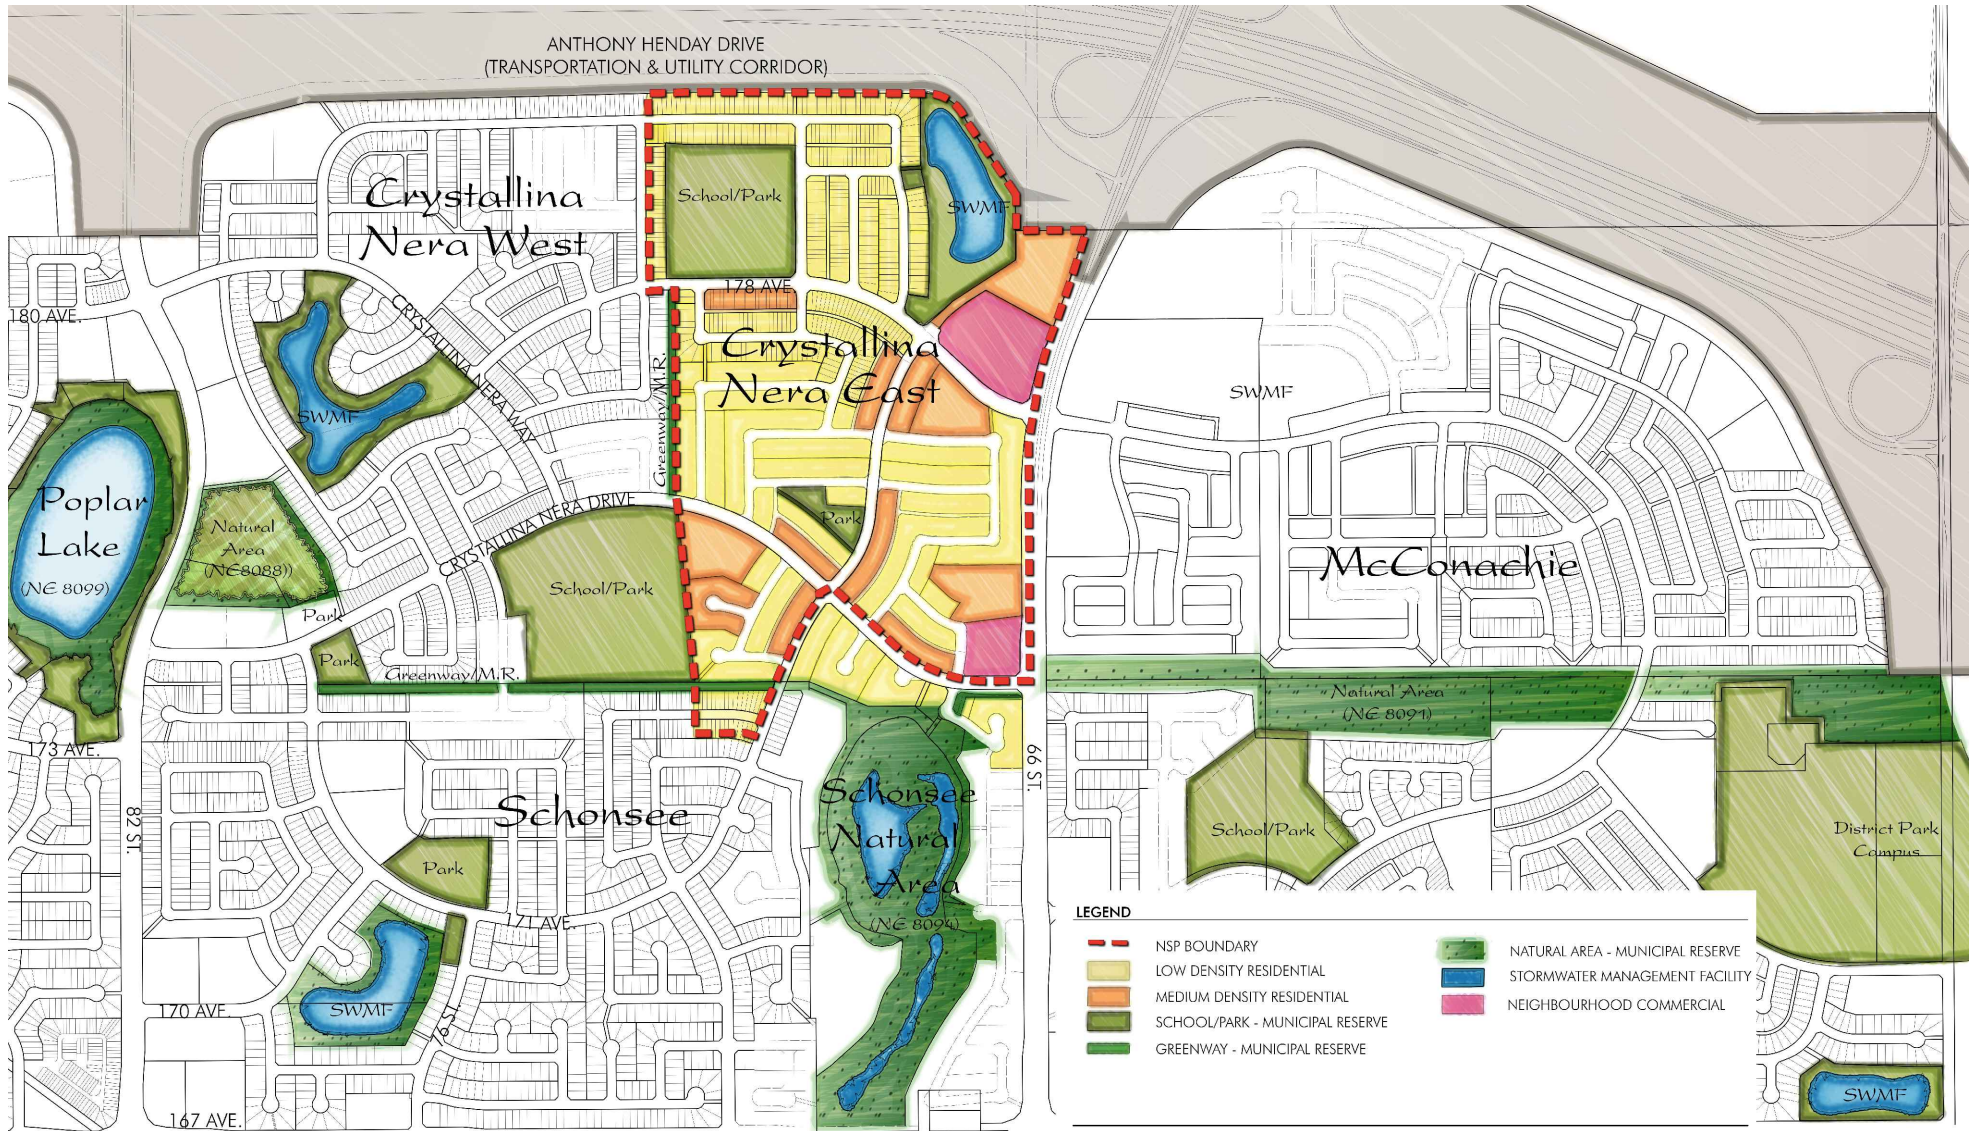 ANTHONY HENDAY DRIVE
(TRANSPORTATION & UTILITY CORRIDOR)
Crystallina
Nera West
School/Park
SWMF
178 AVE.
180 AVE.
CRYSTALLINA NERA WAY
Crystallina
Nera East
Greenway/M.R.
SWMF
SWMF
Poplar
Lake
(NE 8099)
Natural
Area
(NE8088))
CRYSTALLINA NERA DRIVE
Park
McConachie
School/Park
Park
Park
Greenway/M.R.
Natural Area
(NE 8091)
173 AVE.
66 ST.
82 ST.
Schonsee
Schonsee
Natural
Area
(NE 8094)
School/Park
District Park
Campus
Park
171 AVE.
SWMF
170 AVE.
76 ST.
167 AVE.
SWMF
LEGEND
NSP BOUNDARY
LOW DENSITY RESIDENTIAL
MEDIUM DENSITY RESIDENTIAL
SCHOOL/PARK - MUNICIPAL RESERVE
GREENWAY - MUNICIPAL RESERVE
NATURAL AREA - MUNICIPAL RESERVE
STORMWATER MANAGEMENT FACILITY
NEIGHBOURHOOD COMMERCIAL